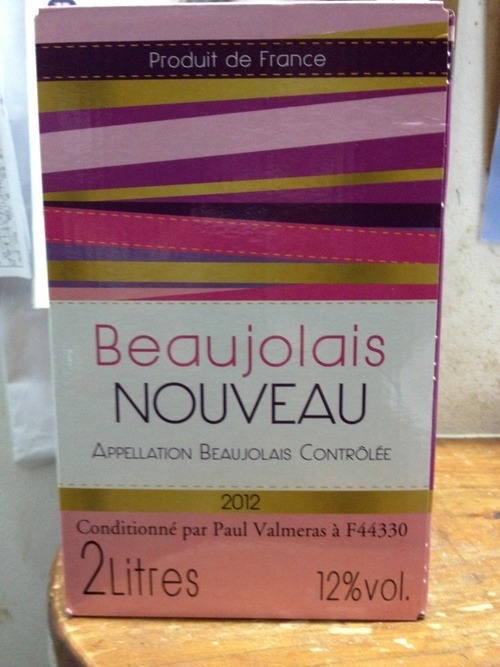 Produit de France
Beaujolais
NOUVEAU
APPELLATION BEAUJOLAIS CONTRÔLÉE
2012
Conditionné par Paul Valmeras à F44330
2LITRES
12%vol.